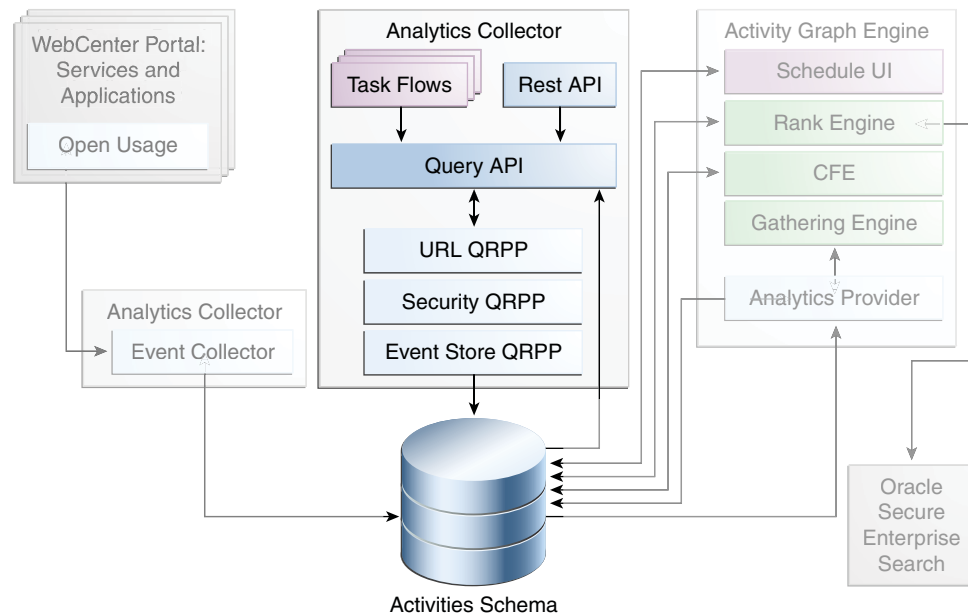 WebCenter Portal:
Services and
Applications
Open Usage
Analytics Collector
Event Collector
Analytics Collector
Task Flows
Rest API
Query API
URL QRPP
Security QRPP
Event Store QRPP
Activities Schema
Activity Graph Engine
Schedule UI
Rank Engine
CFE
Gathering Engine
Analytics Provider
Oracle
Secure
Enterprise
Search